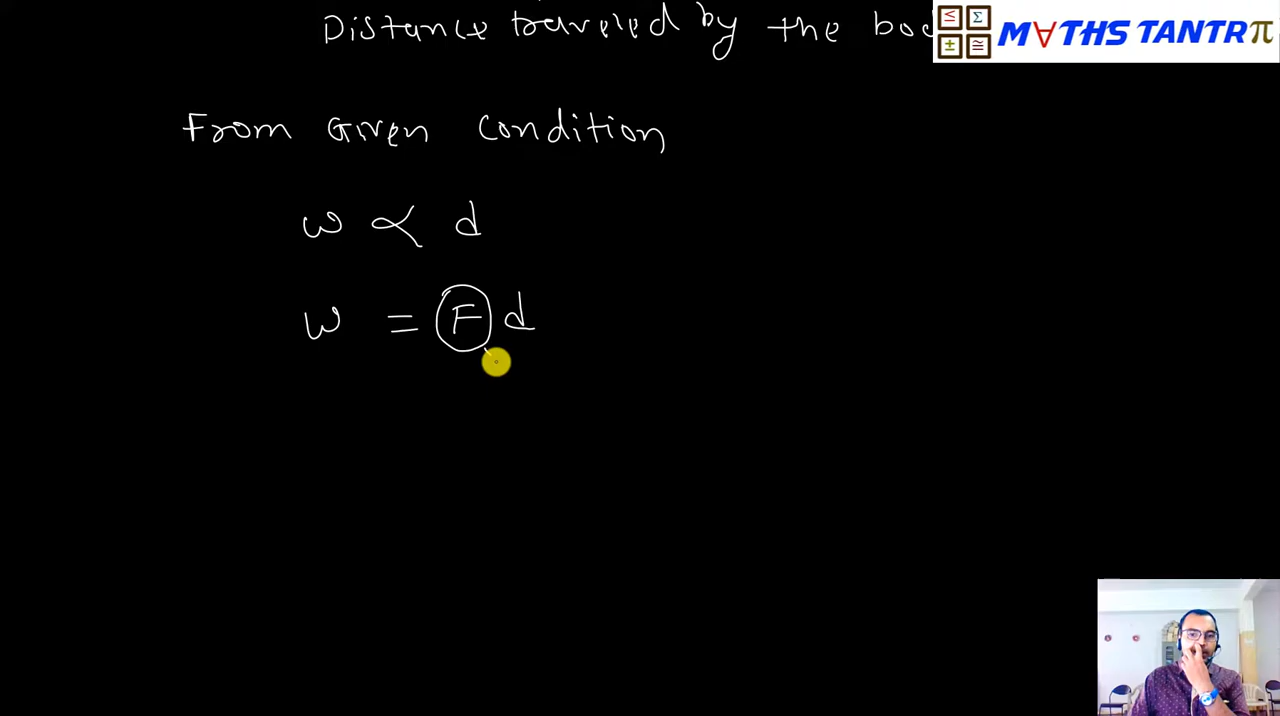 Distance traveled by the
MATHS TANTRπ
From Given Condition
w ∝ d
w = F d